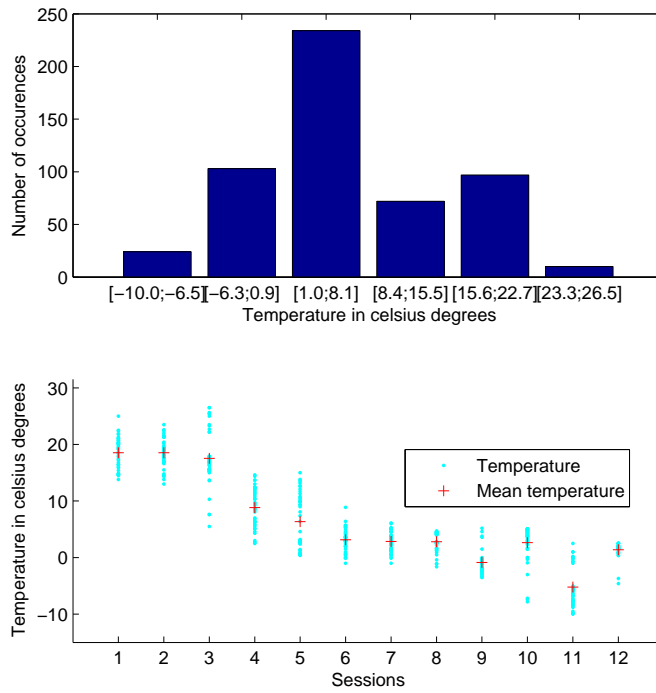 250
200
150
100
50
0
Number of occurences
[−10.0;−6.5] [−6.3;0.9] [1.0;8.1] [8.4;15.5] [15.6;22.7] [23.3;26.5]
Temperature in celsius degrees
30
20
10
0
−10
Temperature in celsius degrees
Temperature
Mean temperature
1 2 3 4 5 6 7 8 9 10 11 12
Sessions